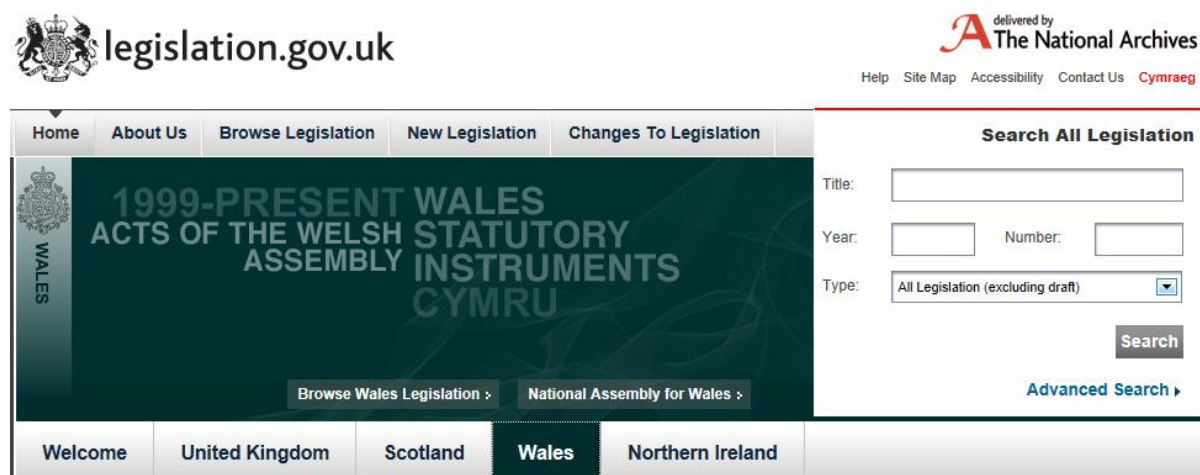 legislation.gov.uk
delivered by
The National Archives
Help Site Map Accessibility Contact Us Cymraeg
Home About Us Browse Legislation New Legislation Changes To Legislation
WALES
1999-PRESENT
ACTS OF THE WELSH
ASSEMBLY
WALES
STATUTORY
INSTRUMENTS
CYMRU
Browse Wales Legislation
National Assembly for Wales
Search All Legislation
Title:
Year: Number:
Type: All Legislation (excluding draft)
Search
Advanced Search
Welcome United Kingdom Scotland Wales Northern Ireland